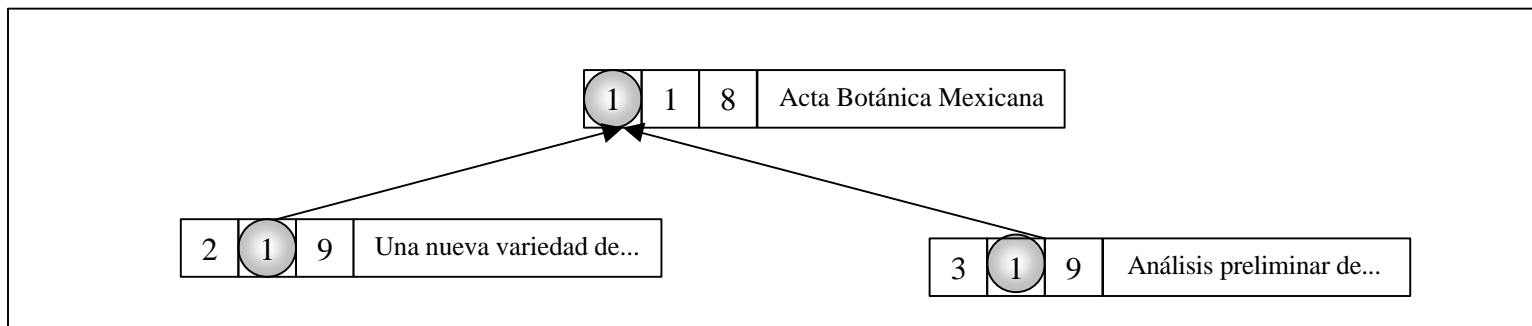 1 1 8 Acta Botánica Mexicana
2 1 9 Una nueva variedad de...
3 1 9 Análisis preliminar de...